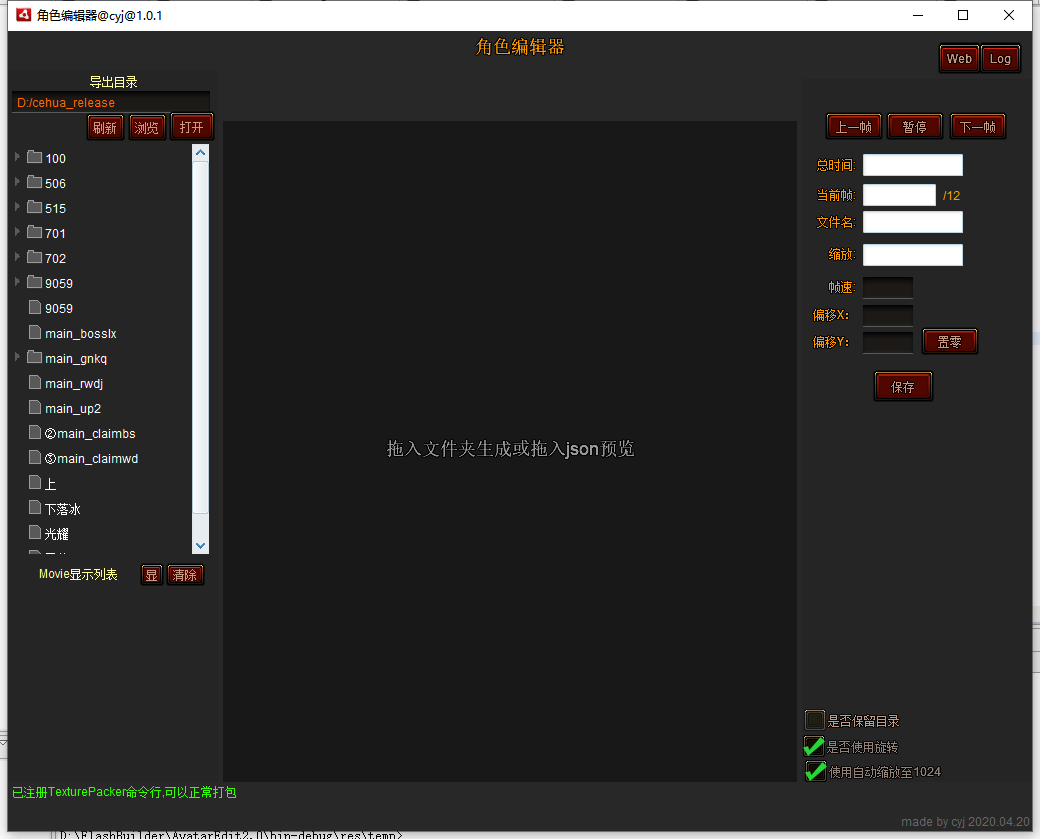 角色编辑器@cyj@1.0.1
角色编辑器
Web
Log
导出目录
D:/cehua_release
刷新
浏览
打开
100
506
515
701
702
9059
9059
main_bosslx
main_gnkq
main_rwdj
main_up2
②main_claimbs
③main_claimwd
上
下落冰
光耀
Movie显示列表
显
清除
拖入文件夹生成或拖入json预览
上一帧
暂停
下一帧
总时间:
当前帧:
/12
文件名:
缩放:
帧速:
偏移X:
偏移Y:
置零
保存
是否保留目录
是否使用旋转
使用自动缩放至1024
已注册TexturePacker命令行,可以正常打包
made by cyj 2020.04.20
D:\FlashBuilder\AvatarEdit2.0\bin-debug\res\temp>